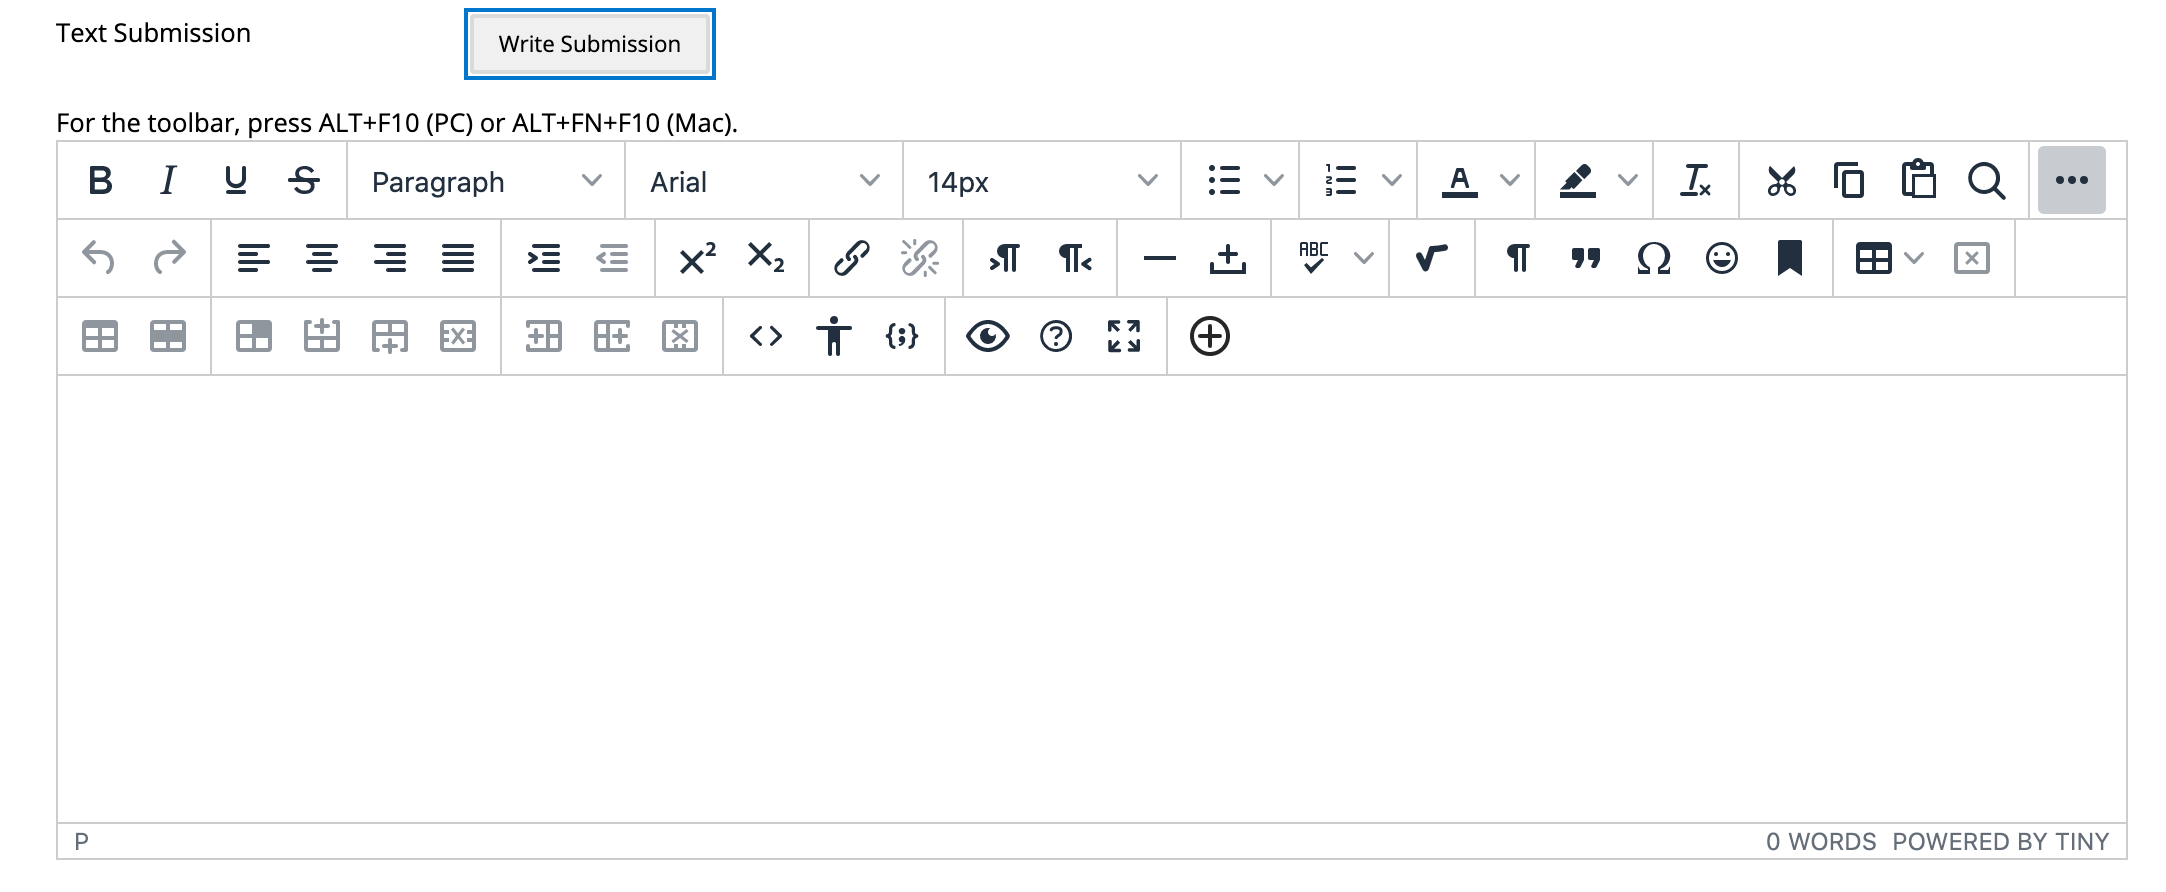 Text Submission
Write Submission
For the toolbar, press ALT+F10 (PC) or ALT+FN+F10 (Mac).
Paragraph
Arial
14px
P
0 WORDS POWERED BY TINY